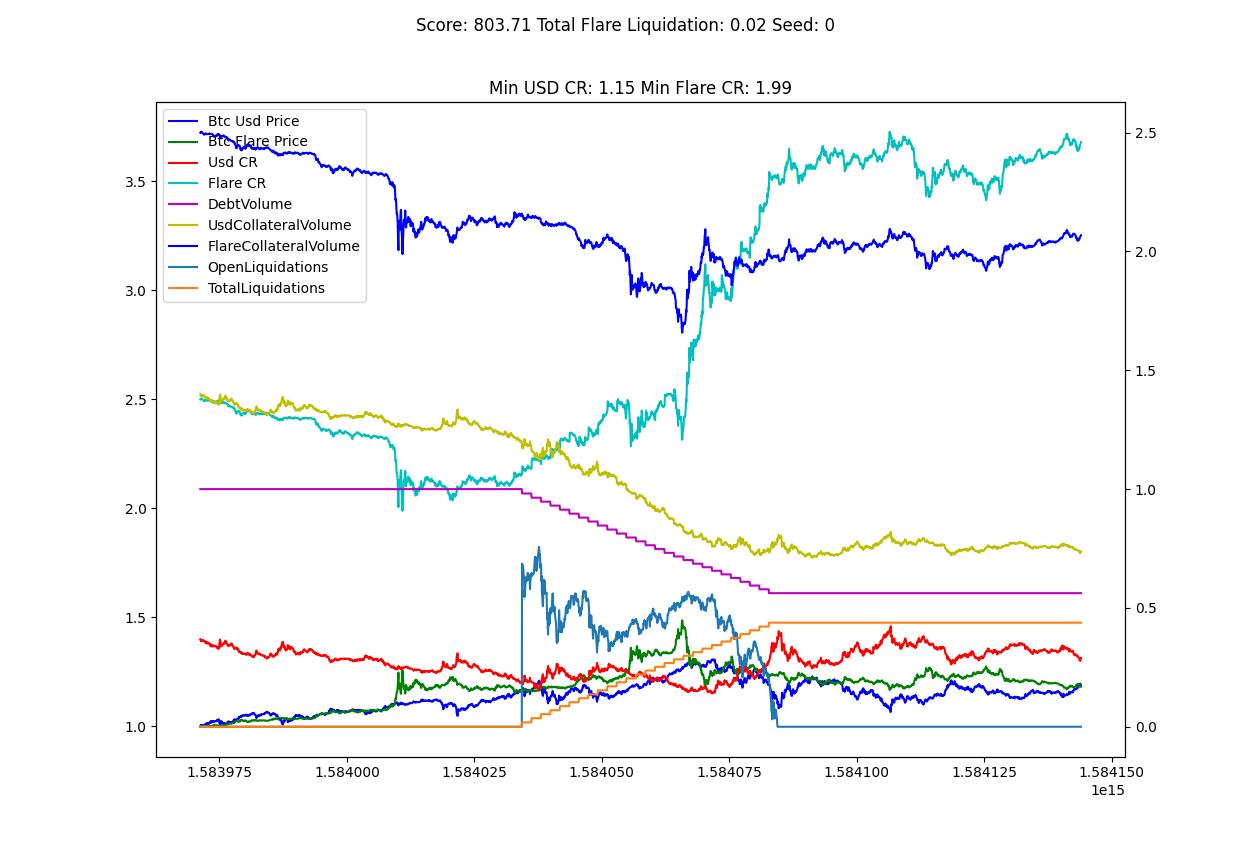 Score: 803.71 Total Flare Liquidation: 0.02 Seed: 0
Min USD CR: 1.15 Min Flare CR: 1.99
Btc Usd Price
Btc Flare Price
Usd CR
Flare CR
DebtVolume
UsdCollateralVolume
FlareCollateralVolume
OpenLiquidations
TotalLiquidations
3.5
3.0
2.5
2.0
1.5
1.0
2.5
2.0
1.5
1.0
0.5
0.0
1.583975
1.584000
1.584025
1.584050
1.584075
1.584100
1.584125
1.584150
1e15